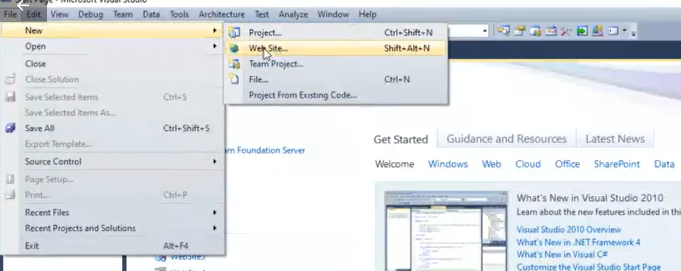 Page - Microsoft Visual Studio
File Edit View Debug Team Data Tools Architecture Test Analyze Window Help
New
Open
Close
Close Solution
Save Selected Items Ctrl+S
Save Selected Items As...
Save All Ctrl+Shift+S
Export Template...
Source Control
Page Setup...
Print... Ctrl+P
Recent Files
Recent Projects and Solutions
Exit Alt+F4
Project... Ctrl+Shift+N
Web Site... Shift+Alt+N
Team Project...
File... Ctrl+N
Project From Existing Code...
am Foundation Server
Get Started Guidance and Resources Latest News
Welcome Windows Web Cloud Office SharePoint Data
What's New in Visual Studio 2010
Learn about the new features included in thi
Visual Studio 2010 Overview
What's New in .NET Framework 4
What's New in Visual C#
Customize the Visual Studio Start Page